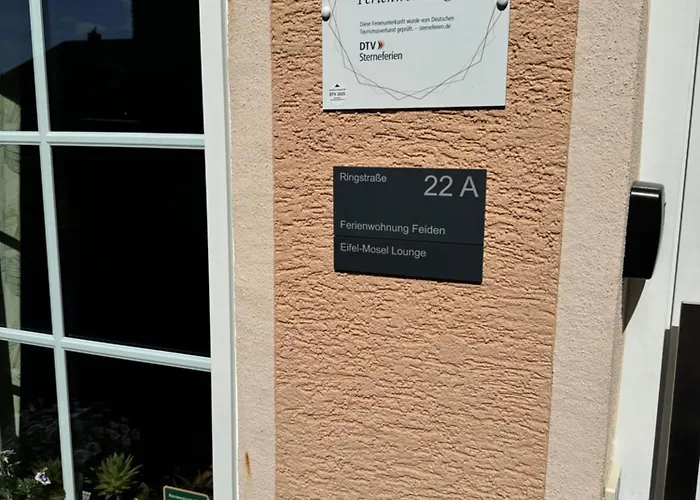 Diese Ferienunterkunft wurde vom Deutschen
Tourismusverband geprüft. – sterneferien.de
DTV
Sterneferien
Ringstraße
22 A
Ferienwohnung Feiden
Eifel-Mosel Lounge